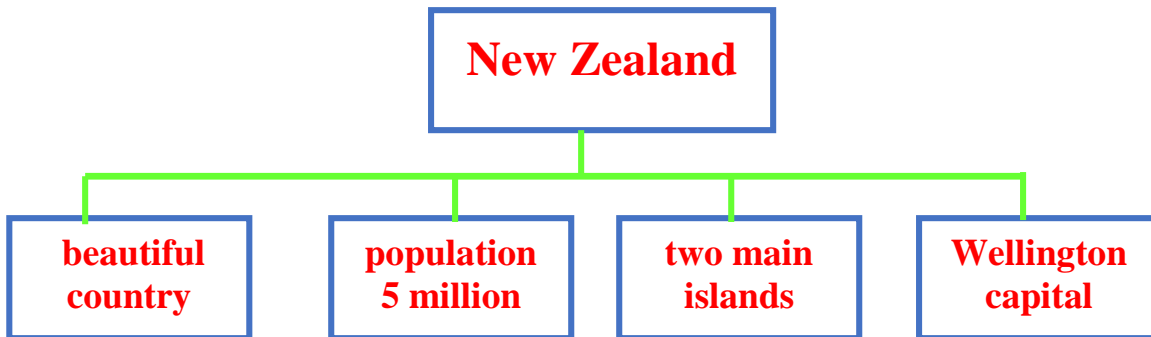 New Zealand
beautiful
country
population
5 million
two main
islands
Wellington
capital